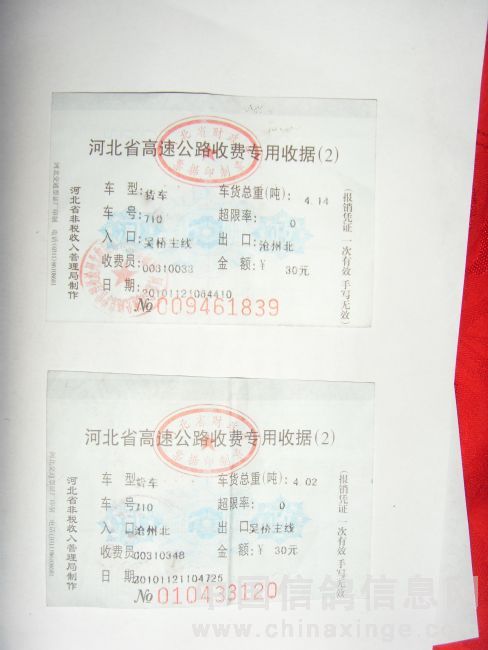 河北省高速公路收费专用收据(2)
车 型: 货车 车货总重(吨): 4.14
车 号: 710 超限率: 0
入 口: 吴桥主线 出 口: 沧州北
收费员: 00310033 金 额:￥ 30元
日 期: 20101121064410
No 009461839
河北省非税收入管理局制作
(报销凭证 一次有效 手写无效)
河北省高速公路收费专用收据(2)
车 型 货车 车货总重(吨): 4.02
车 号 710 超限率: 0
入 口 沧州北 出 口 吴桥主线
收费员: 00310348 金 额:￥ 30元
日 期 20101121104725
No 010433120
河北省非税收入管理局制作
(报销凭证 一次有效 手写无效)
中国信鸽信息网
www.chinaxinge.com